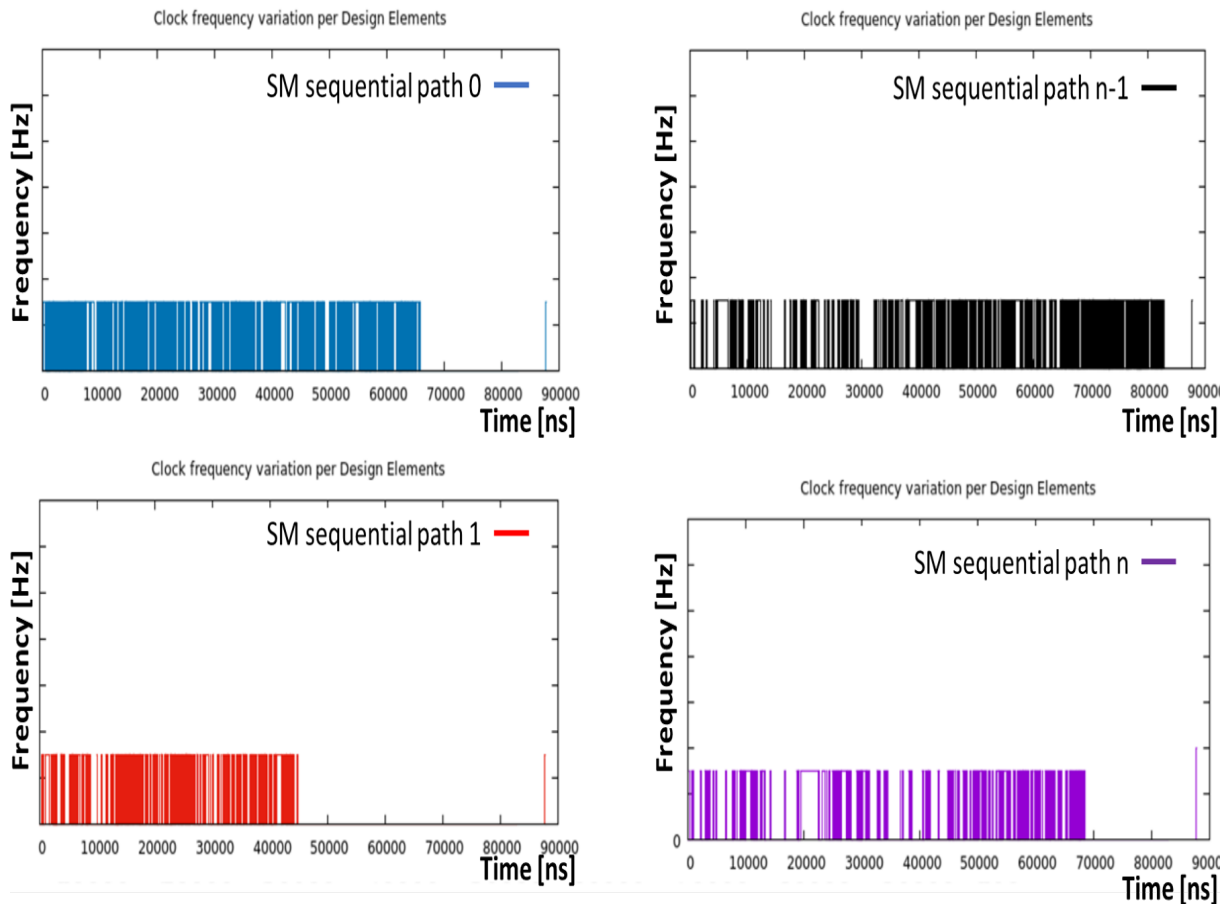 Clock frequency variation per Design Elements
SM sequential path 0
Frequency [Hz]
0 10000 20000 30000 40000 50000 60000 70000 80000 90000
Time [ns]
Clock frequency variation per Design Elements
SM sequential path n-1
Frequency [Hz]
0 10000 20000 30000 40000 50000 60000 70000 80000 9000
Time [ns]
Clock frequency variation per Design Elements
SM sequential path 1
Frequency [Hz]
0 10000 20000 30000 40000 50000 60000 70000 80000 90000
Time [ns]
Clock frequency variation per Design Elements
SM sequential path n
Frequency [Hz]
0
0 10000 20000 30000 40000 50000 60000 70000 80000 9000
Time [ns]